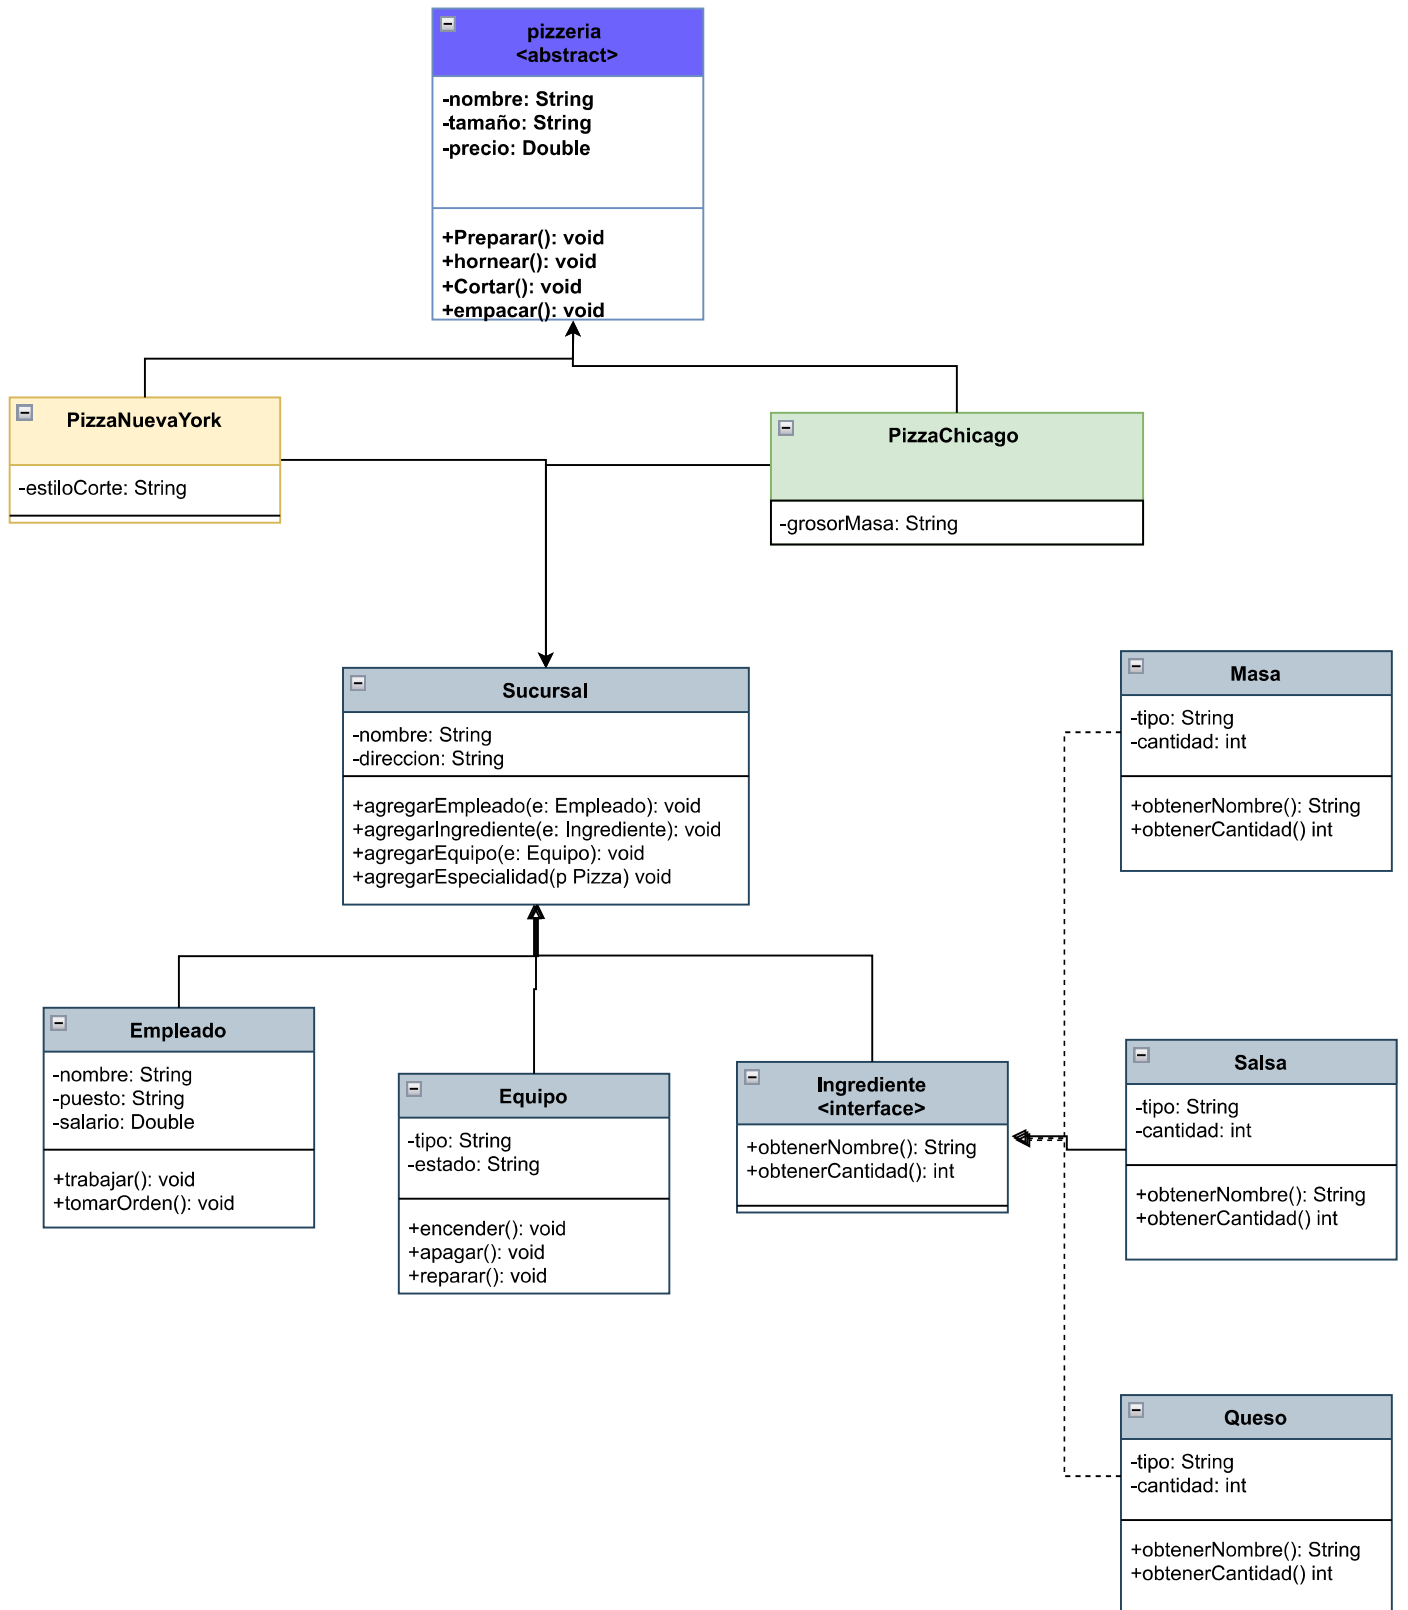 pizzeria
<abstract>
-nombre: String
-tamaño: String
-precio: Double
+Preparar(): void
+hornear(): void
+Cortar(): void
+empacar(): void
PizzaNuevaYork
-estiloCorte: String
PizzaChicago
-grosorMasa: String
Sucursal
-nombre: String
-direccion: String
+agregarEmpleado(e: Empleado): void
+agregarIngrediente(e: Ingrediente): void
+agregarEquipo(e: Equipo): void
+agregarEspecialidad(p Pizza) void
Masa
-tipo: String
-cantidad: int
+obtenerNombre(): String
+obtenerCantidad() int
Empleado
-nombre: String
-puesto: String
-salario: Double
+trabajar(): void
+tomarOrden(): void
Equipo
-tipo: String
-estado: String
+encender(): void
+apagar(): void
+reparar(): void
Ingrediente
<interface>
+obtenerNombre(): String
+obtenerCantidad(): int
Salsa
-tipo: String
-cantidad: int
+obtenerNombre(): String
+obtenerCantidad() int
Queso
-tipo: String
-cantidad: int
+obtenerNombre(): String
+obtenerCantidad() int